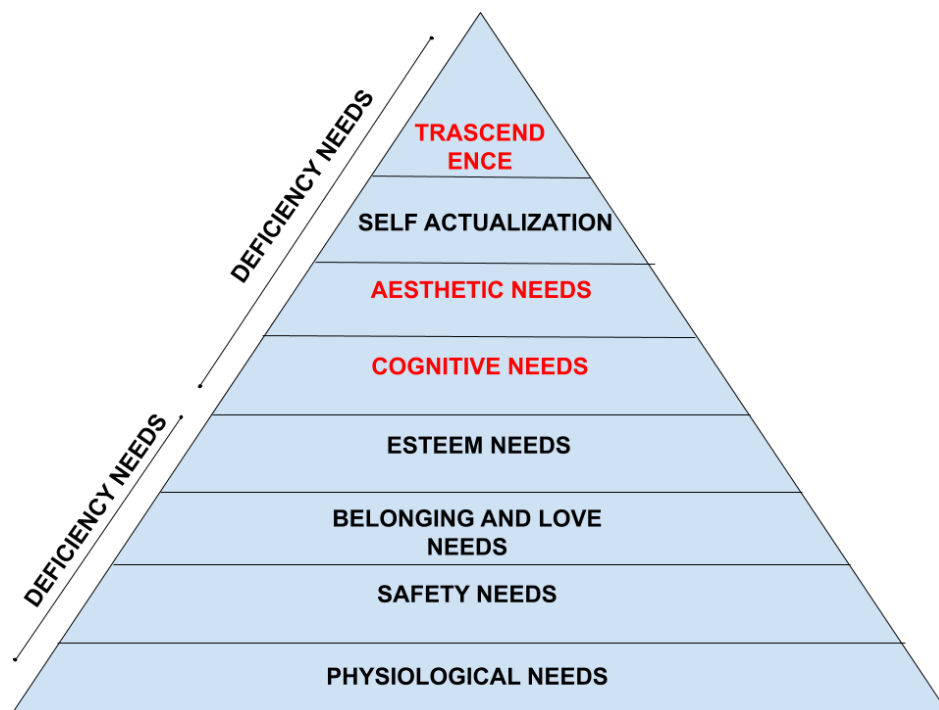 DEFICIENCY NEEDS
TRASCEND
ENCE
SELF ACTUALIZATION
AESTHETIC NEEDS
COGNITIVE NEEDS
DEFICIENCY NEEDS
ESTEEM NEEDS
BELONGING AND LOVE
NEEDS
SAFETY NEEDS
PHYSIOLOGICAL NEEDS